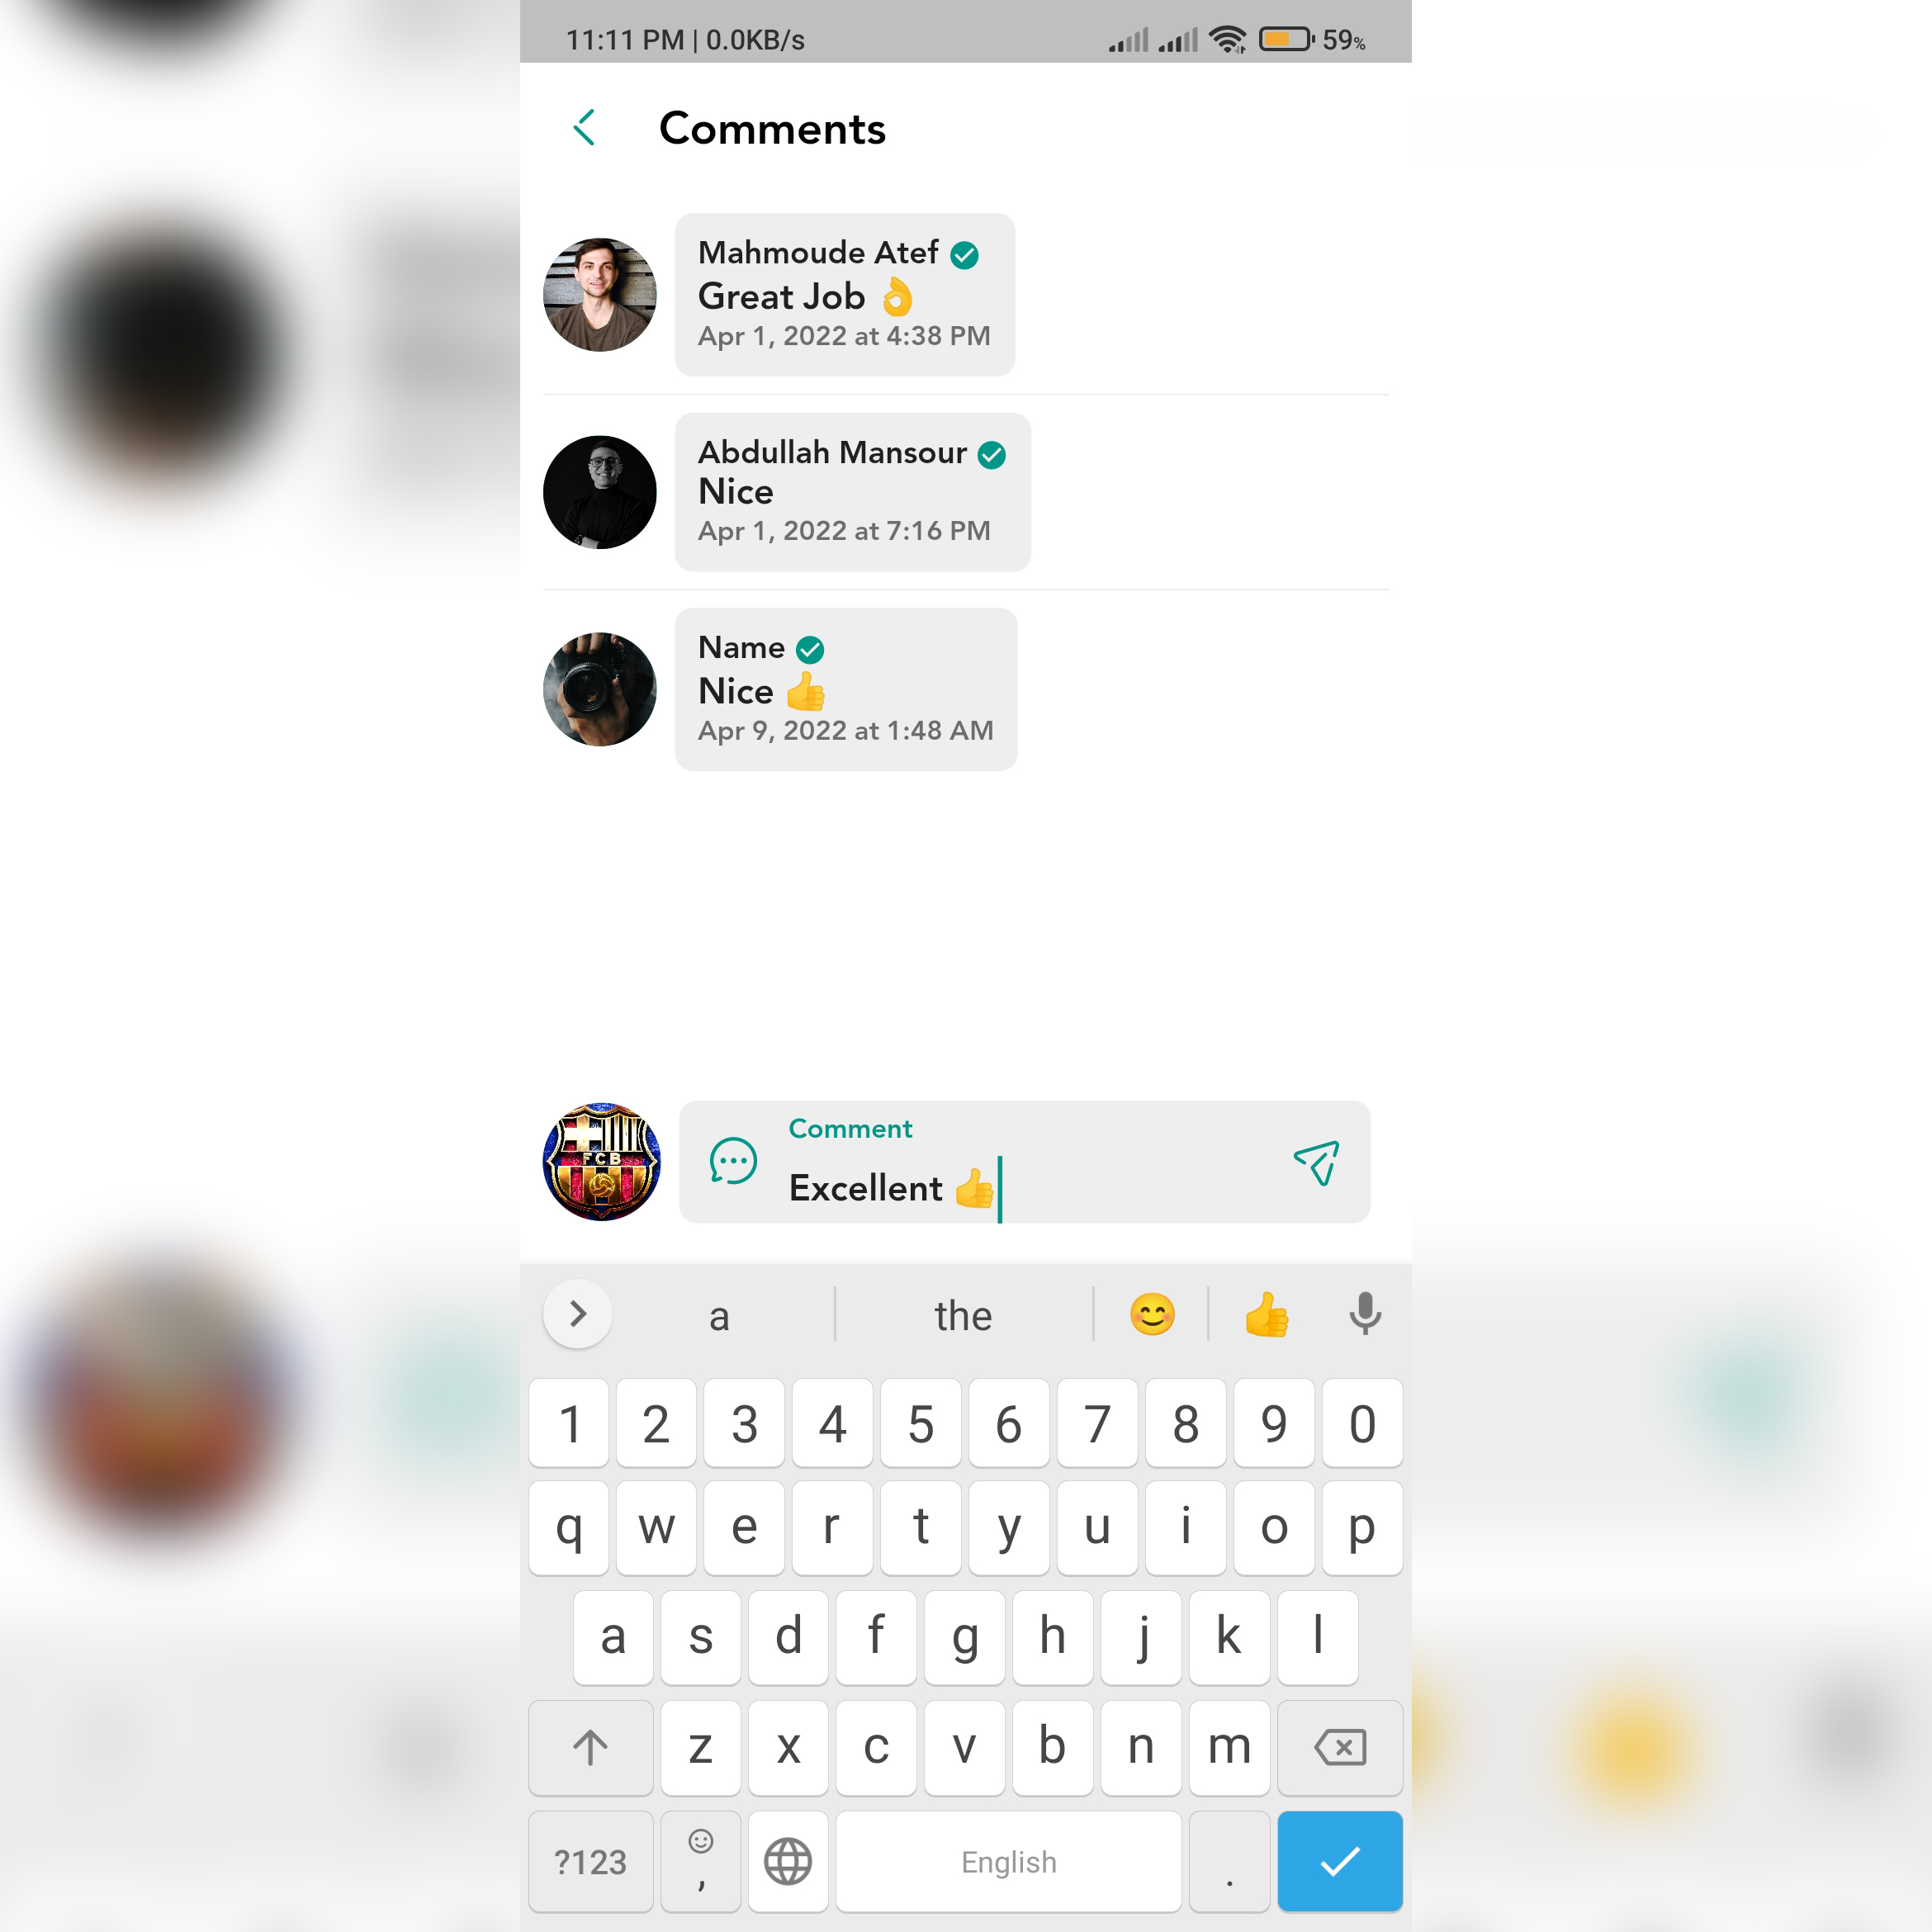 11:11 PM | 0.0KB/s 59%
Comments
Mahmoude Atef
Great Job 👌
Apr 1, 2022 at 4:38 PM
Abdullah Mansour
Nice
Apr 1, 2022 at 7:16 PM
Name
Nice 👍
Apr 9, 2022 at 1:48 AM
FCB
Comment
Excellent 👍
a the 😊 👍
1 2 3 4 5 6 7 8 9 0
q w e r t y u i o p
a s d f g h j k l
z x c v b n m
?123 , English .